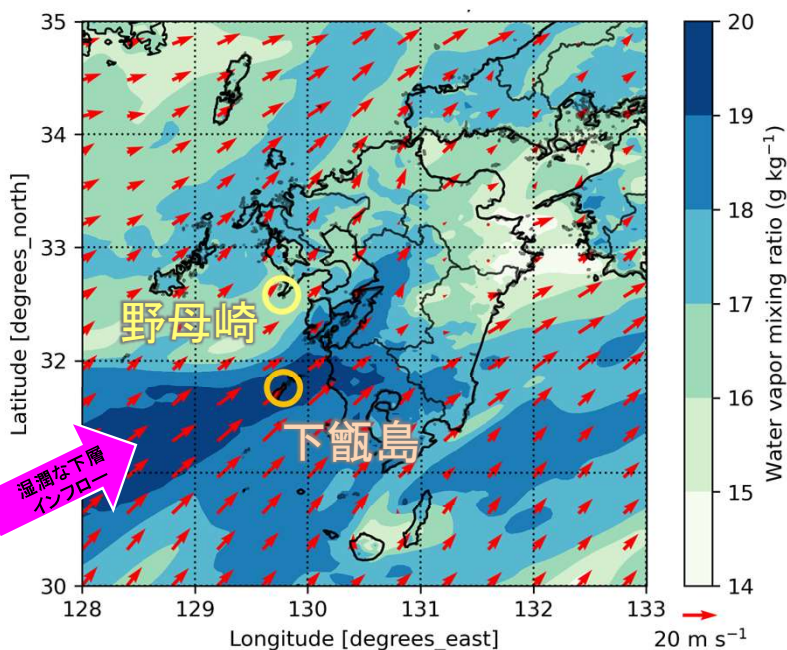 35
34
33
32
30
Latitude [degrees_north]
野母崎
下甑島
湿潤な下層
インフロー
128
129
130
131
132
133
Longitude [degrees_east]
20
19
18
17
16
15
14
Water vapor mixing ratio (g kg⁻¹)
20 m s⁻¹